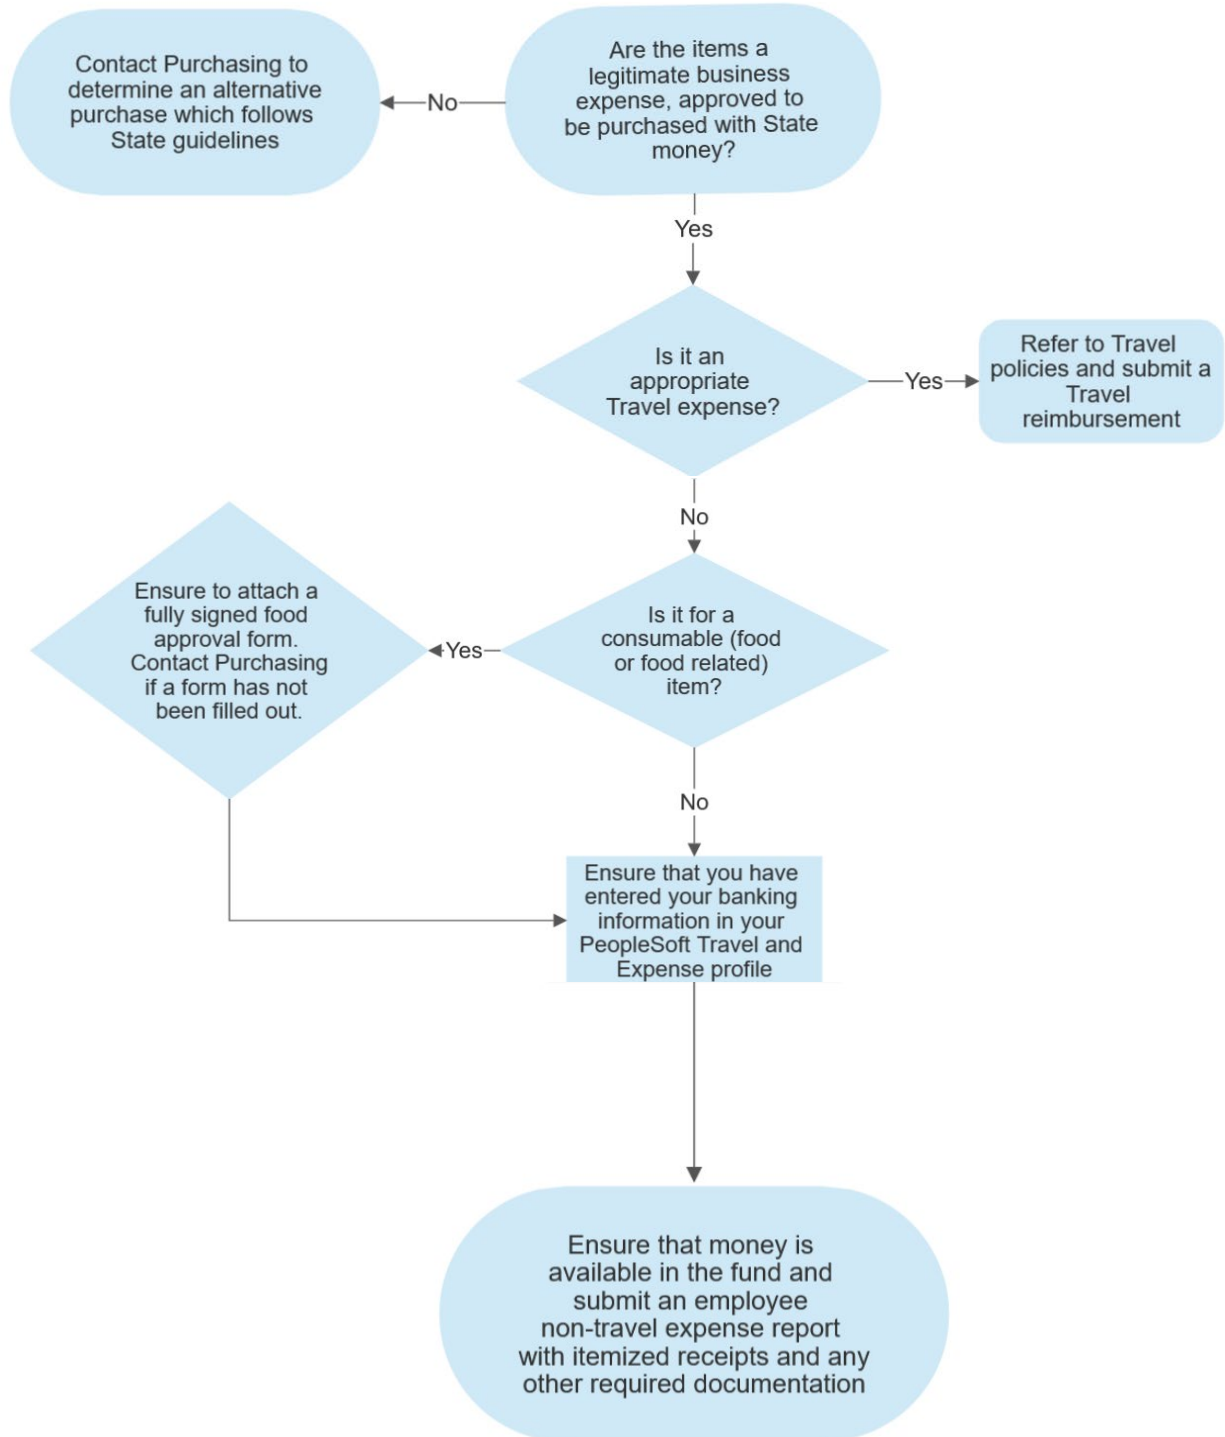 Contact Purchasing to
determine an alternative
purchase which follows
State guidelines
No
Are the items a
legitimate business
expense, approved to
be purchased with State
money?
Yes
Is it an
appropriate
Travel expense?
Yes
Refer to Travel
policies and submit a
Travel
reimbursement
No
Ensure to attach a
fully signed food
approval form.
Contact Purchasing
if a form has not
been filled out.
Yes
Is it for a
consumable (food
or food related)
item?
No
Ensure that you have
entered your banking
information in your
PeopleSoft Travel and
Expense profile
Ensure that money is
available in the fund and
submit an employee
non-travel expense report
with itemized receipts and any
other required documentation